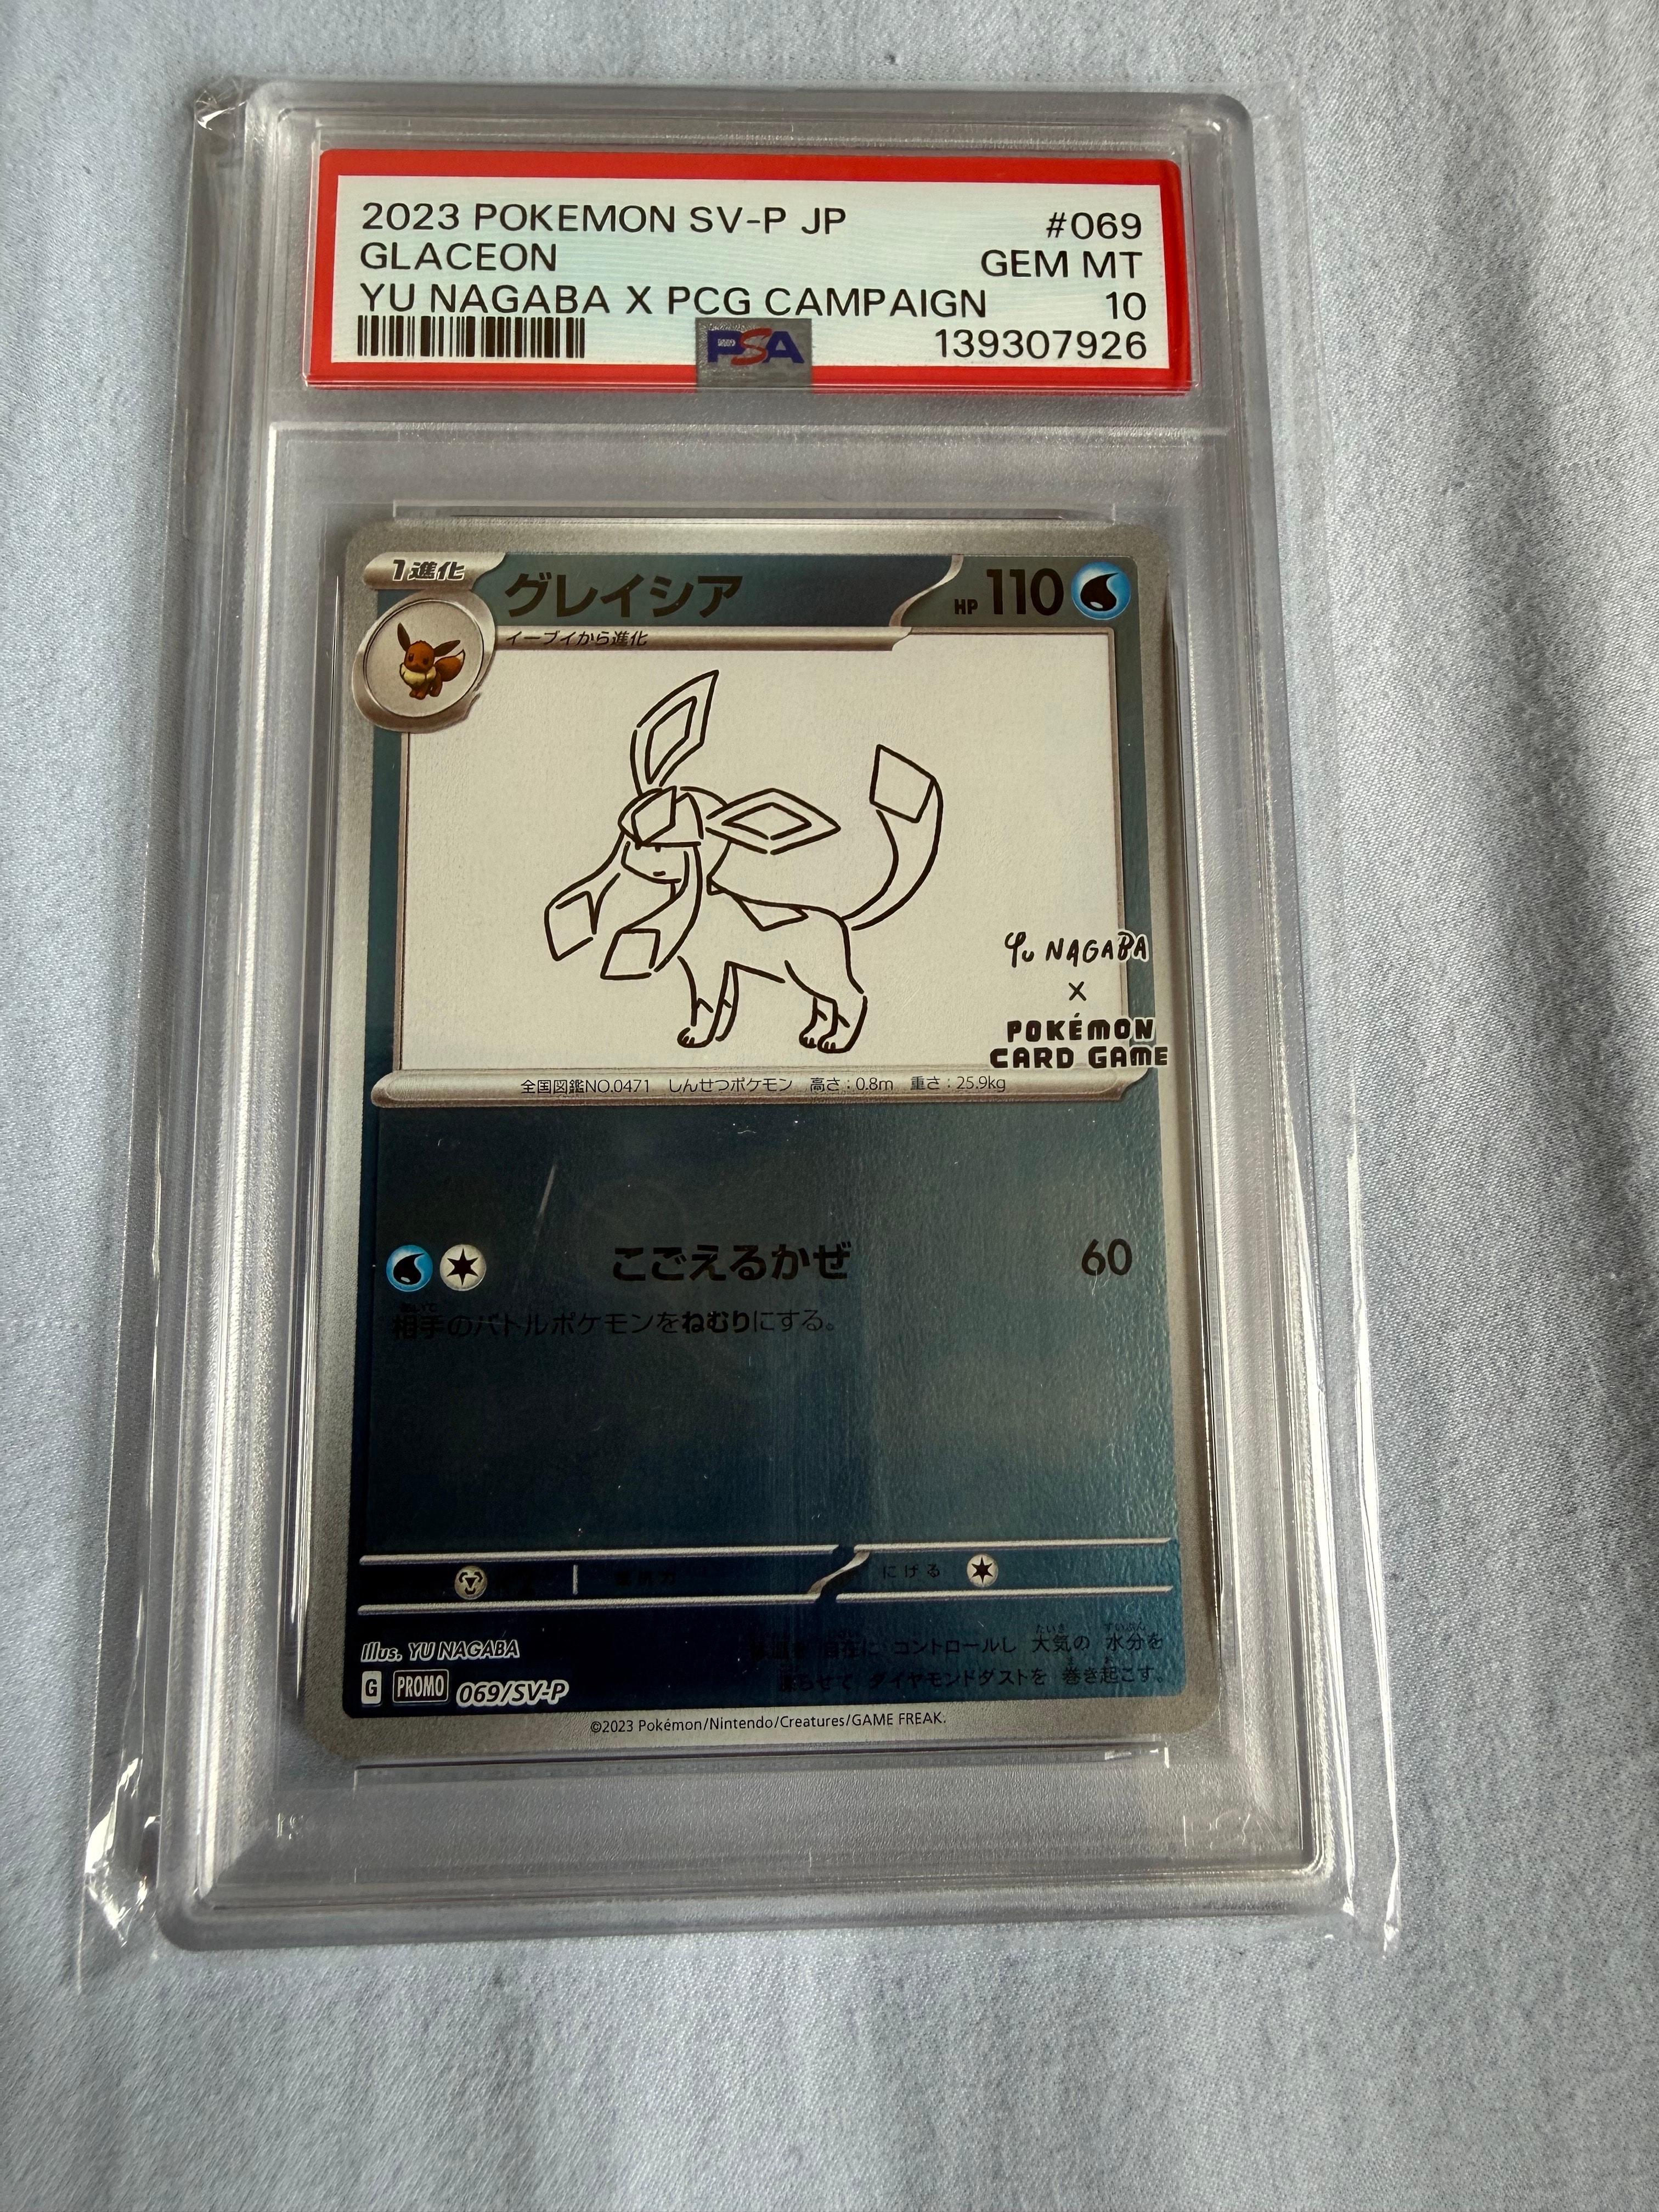 2023 POKEMON SV-P JP #069
GLACEON GEM MT
YU NAGABA X PCG CAMPAIGN 10
PSA 139307926
1進化 グレイシア HP 110
イーブイから進化
YU NAGABA
X
POKÉMON
CARD GAME
全国図鑑NO.0471 しんせつポケモン 高さ:0.8m 重さ:25.9kg
こごえるかぜ 60
相手のバトルポケモンをねむりにする。
にげる
Illus. YU NAGABA
自在に コントロールし 大気の 水分を
凍らせて ダイヤモンドダストを 巻き起こす。
G PROMO 069/SV-P
©2023 Pokémon/Nintendo/Creatures/GAME FREAK.